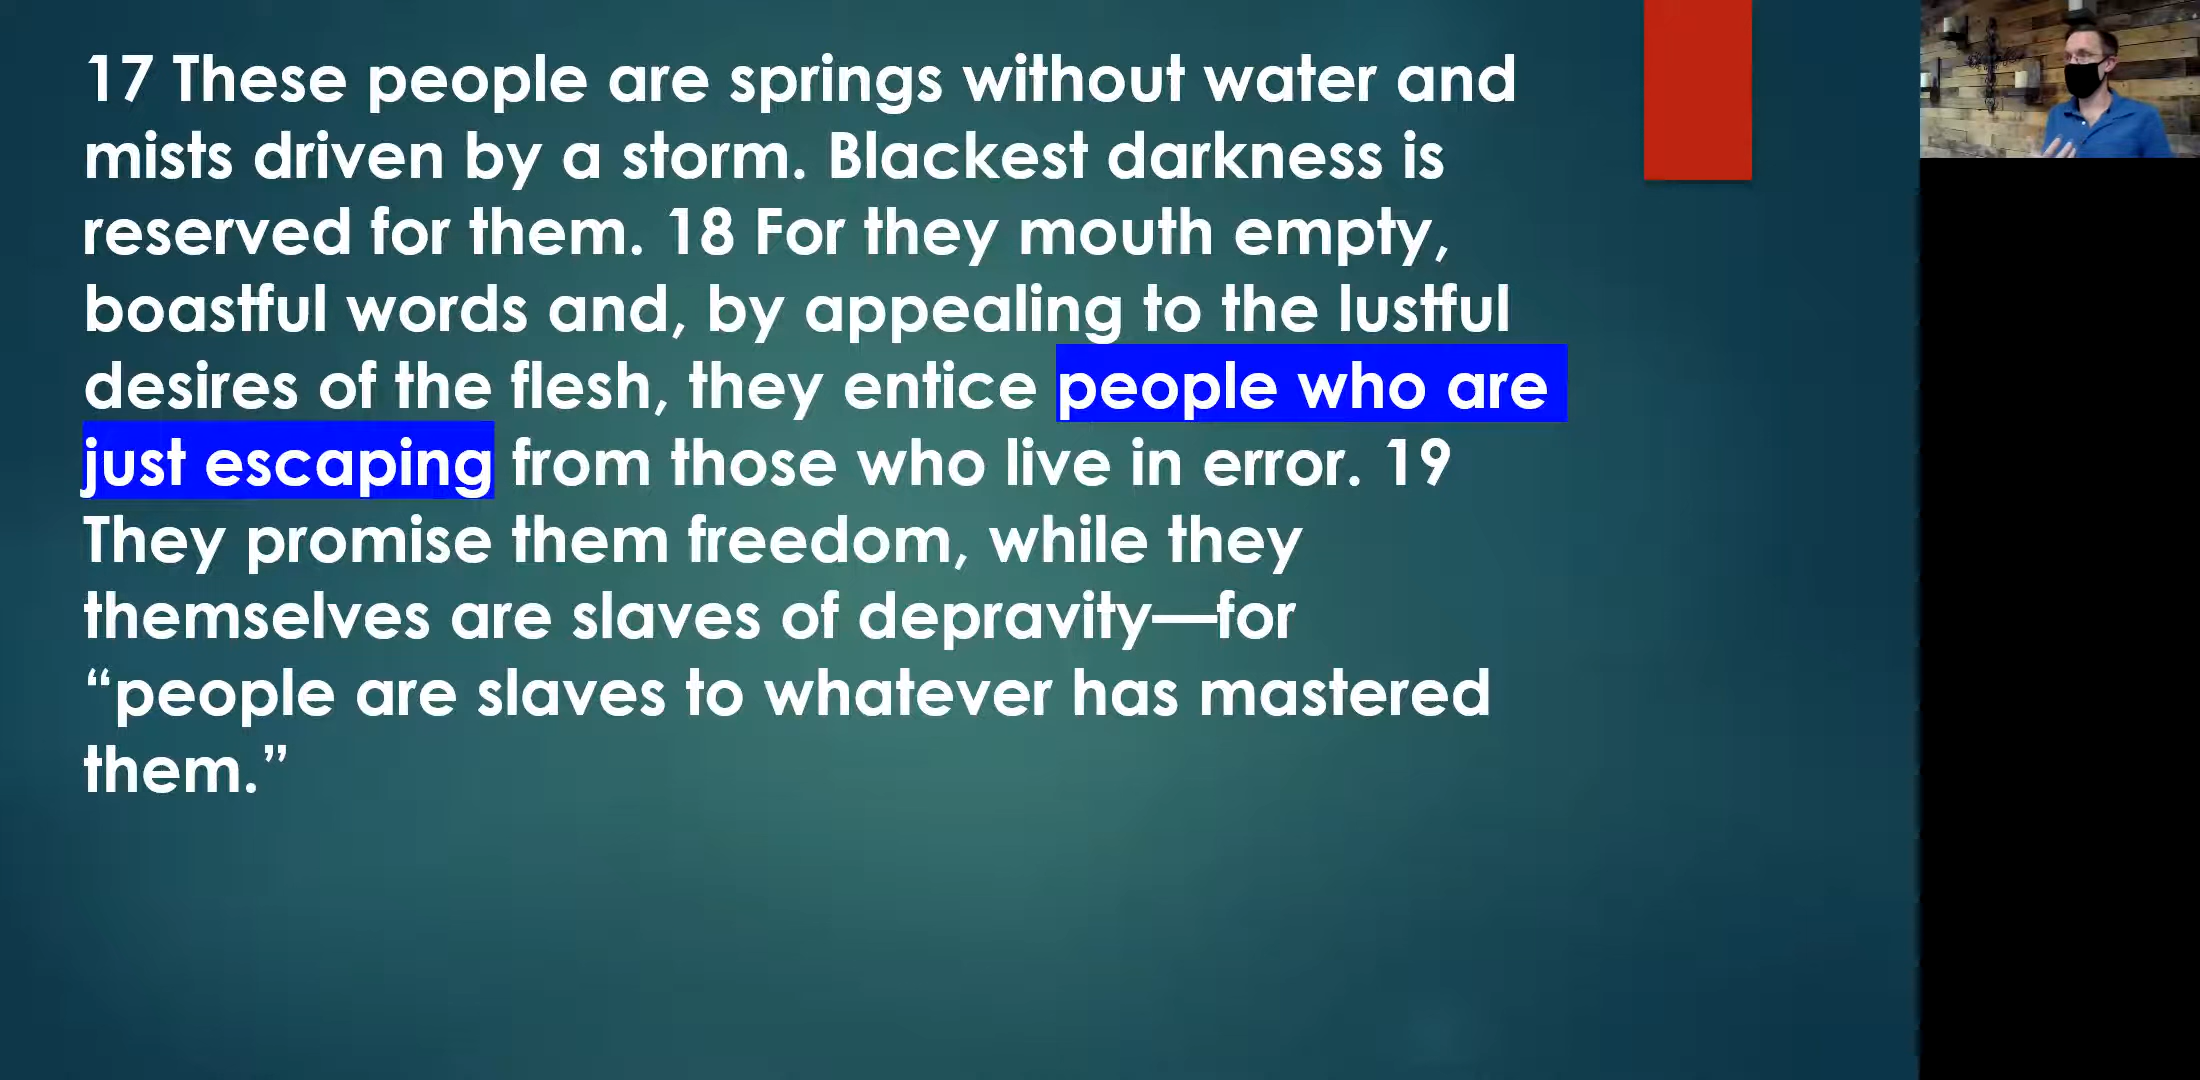 17 These people are springs without water and
mists driven by a storm. Blackest darkness is
reserved for them. 18 For they mouth empty,
boastful words and, by appealing to the lustful
desires of the flesh, they entice people who are
just escaping from those who live in error. 19
They promise them freedom, while they
themselves are slaves of depravity—for
“people are slaves to whatever has mastered
them.”